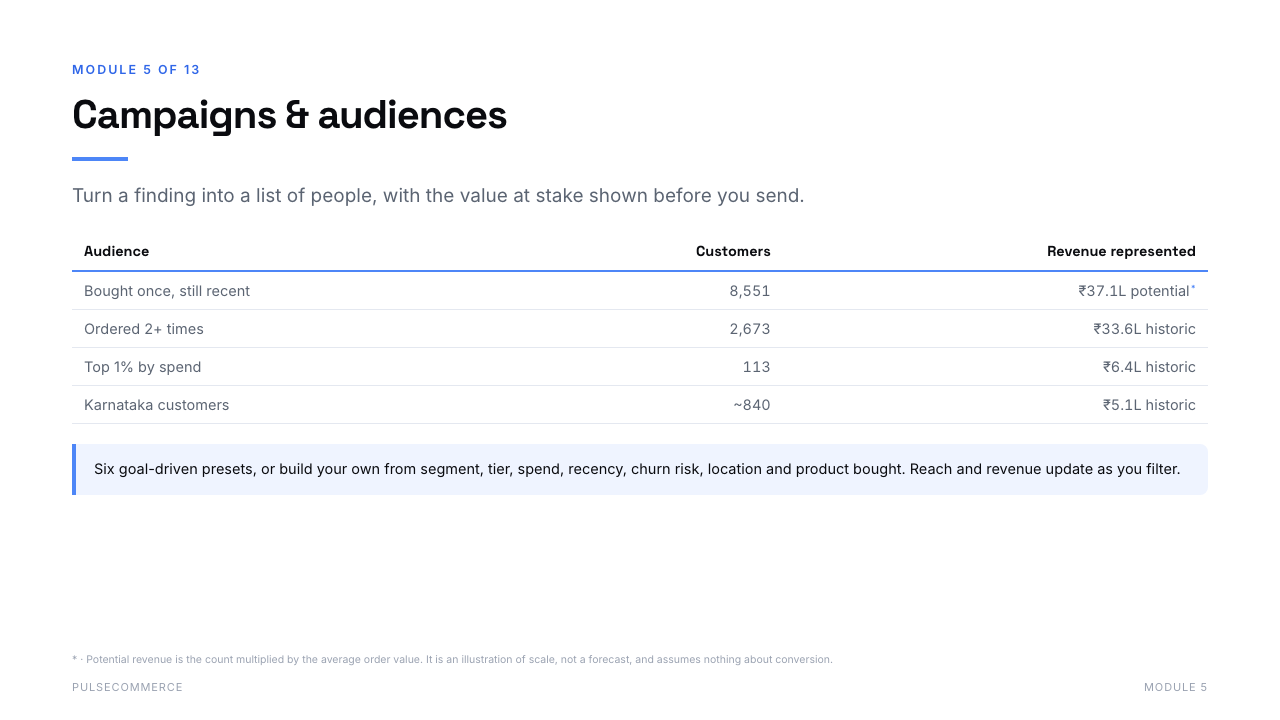 MODULE 5 OF 13
Campaigns & audiences
Turn a finding into a list of people, with the value at stake shown before you send.
Audience Customers Revenue represented
Bought once, still recent 8,551 ₹37.1L potential*
Ordered 2+ times 2,673 ₹33.6L historic
Top 1% by spend 113 ₹6.4L historic
Karnataka customers ~840 ₹5.1L historic
Six goal-driven presets, or build your own from segment, tier, spend, recency, churn risk, location and product bought. Reach and revenue update as you filter.
* · Potential revenue is the count multiplied by the average order value. It is an illustration of scale, not a forecast, and assumes nothing about conversion.
PULSECOMMERCE MODULE 5